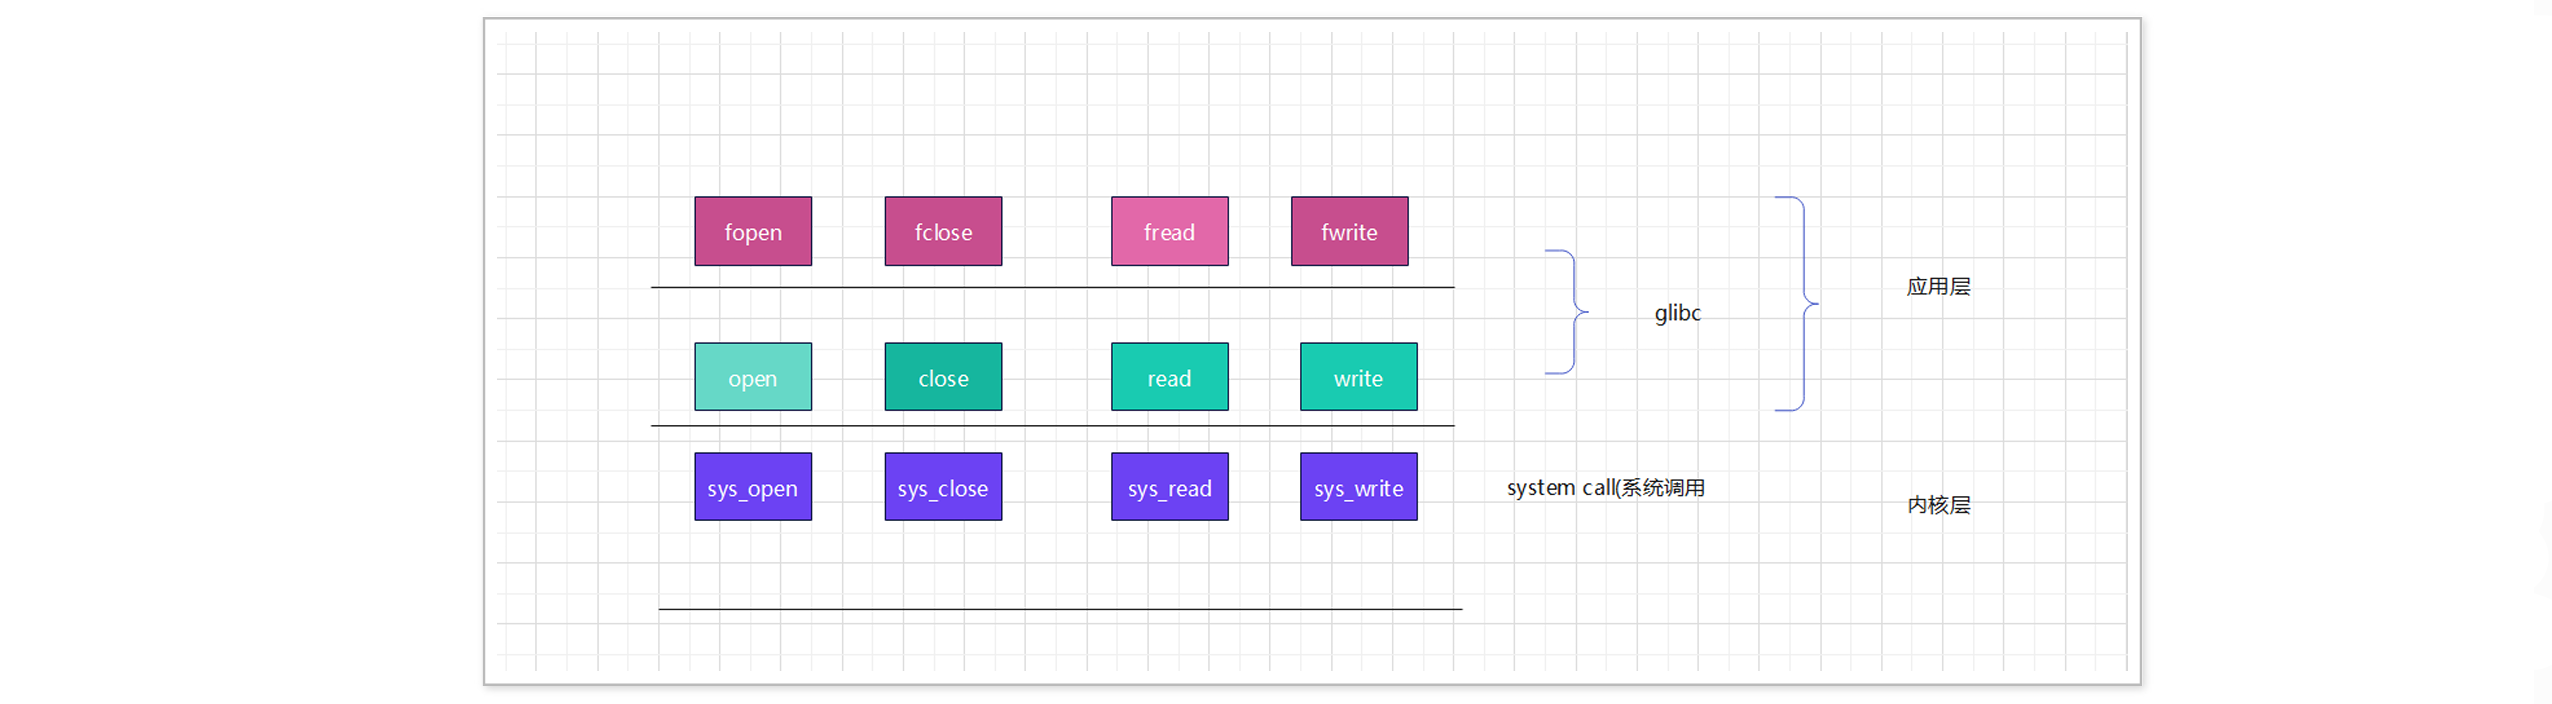 fopen fclose fread fwrite
应用层
glibc
open close read write
sys_open sys_close sys_read sys_write
system call(系统调用
内核层